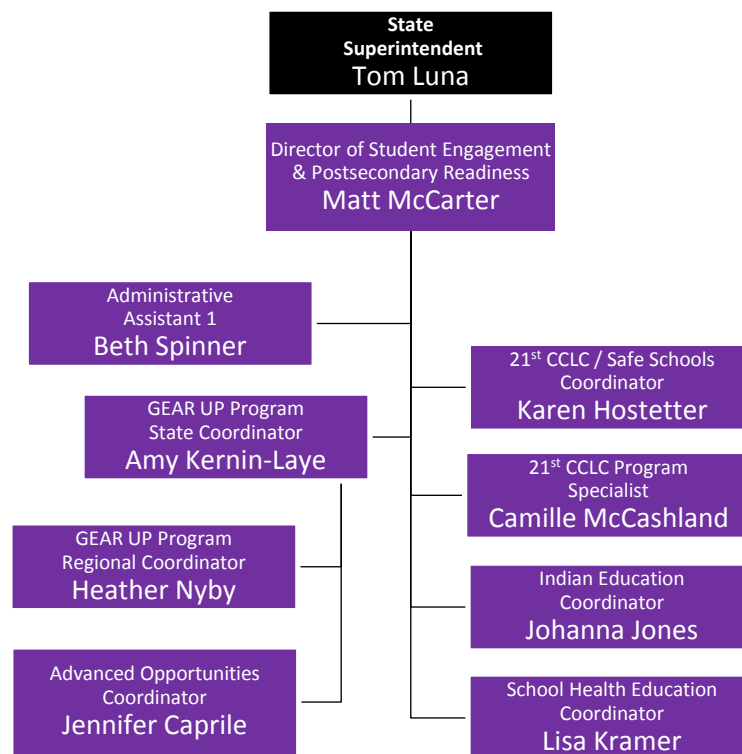 State
Superintendent
Tom Luna
Director of Student Engagement
& Postsecondary Readiness
Matt McCarter
Administrative
Assistant 1
Beth Spinner
GEAR UP Program
State Coordinator
Amy Kernin-Laye
GEAR UP Program
Regional Coordinator
Heather Nyby
Advanced Opportunities
Coordinator
Jennifer Caprile
21st CCLC / Safe Schools
Coordinator
Karen Hostetter
21st CCLC Program
Specialist
Camille McCashland
Indian Education
Coordinator
Johanna Jones
School Health Education
Coordinator
Lisa Kramer